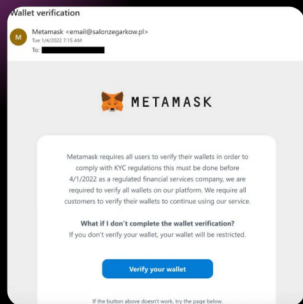 Wallet verification
M
Metamask <email@salonzegarkow.pl>
Tue 1/4/2022 7:15 AM
To:
METAMASK
Metamask requires all users to verify their wallets in order to
comply with KYC regulations this must be done before
4/1/2022 as a regulated financial services company, we are
required to verify all wallets on our platform. We require all
customers to verify their wallets to continue using our service.
What if I don't complete the wallet verification?
If you don't verify your wallet, your wallet will be restricted.
Verify your wallet
If the button above doesn't work, try the page below.